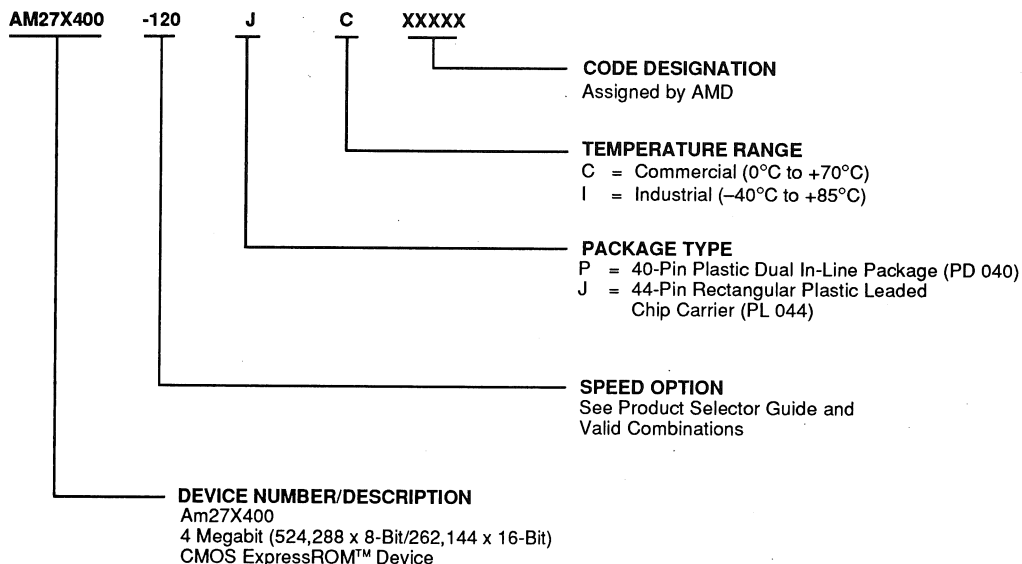 AM27X400 -120 J C XXXXX
CODE DESIGNATION
Assigned by AMD
TEMPERATURE RANGE
C = Commercial (0°C to +70°C)
I = Industrial (–40°C to +85°C)
PACKAGE TYPE
P = 40-Pin Plastic Dual In-Line Package (PD 040)
J = 44-Pin Rectangular Plastic Leaded
Chip Carrier (PL 044)
SPEED OPTION
See Product Selector Guide and
Valid Combinations
DEVICE NUMBER/DESCRIPTION
Am27X400
4 Megabit (524,288 x 8-Bit/262,144 x 16-Bit)
CMOS ExpressROM™ Device